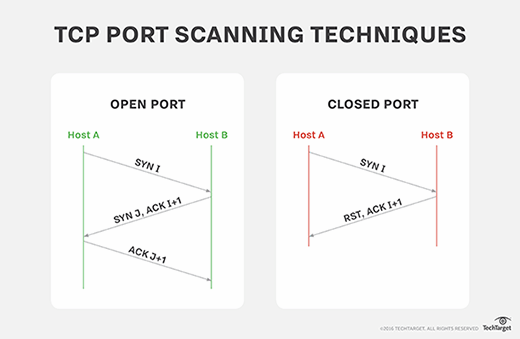 TCP PORT SCANNING TECHNIQUES
OPEN PORT
Host A Host B
SYN I
SYN J, ACK I+1
ACK J+1
CLOSED PORT
Host A Host B
SYN I
RST, ACK I+1
©2016 TECHTARGET. ALL RIGHTS RESERVED
TechTarget